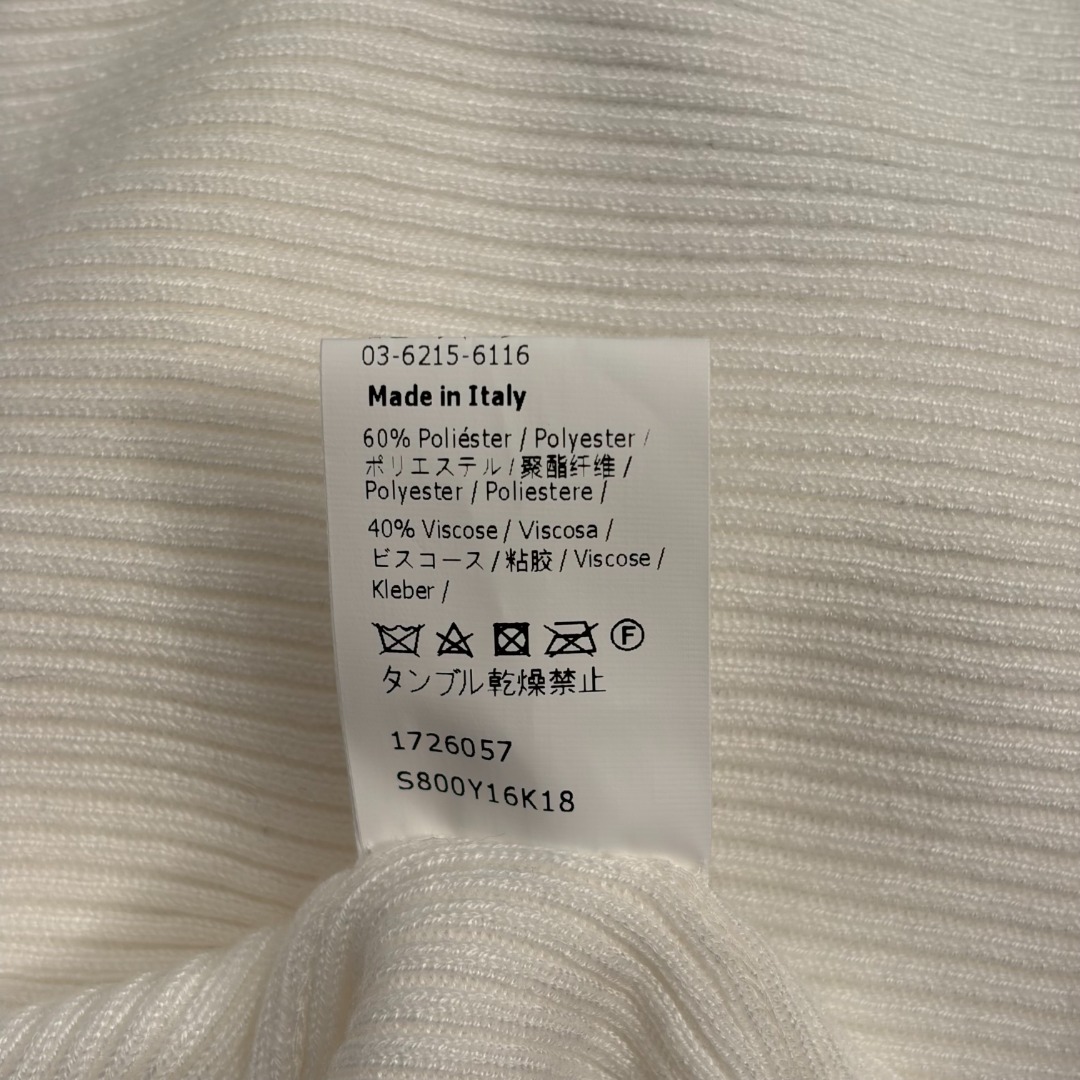 03-6215-6116
Made in Italy
60% Poliéster / Polyester /
ポリエステル / 聚酯纤维 /
Polyester / Poliestere /
40% Viscose / Viscosa /
ビスコース / 粘胶 / Viscose /
Kleber /
F
タンブル乾燥禁止
1726057
S800Y16K18